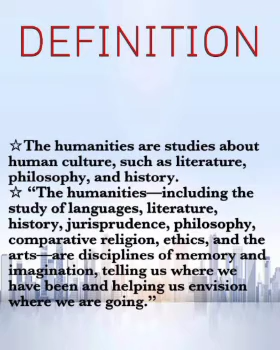 DEFINITION
☆The humanities are studies about
human culture, such as literature,
philosophy, and history.
☆ “The humanities—including the
study of languages, literature,
history, jurisprudence, philosophy,
comparative religion, ethics, and the
arts—are disciplines of memory and
imagination, telling us where we
have been and helping us envision
where we are going.”